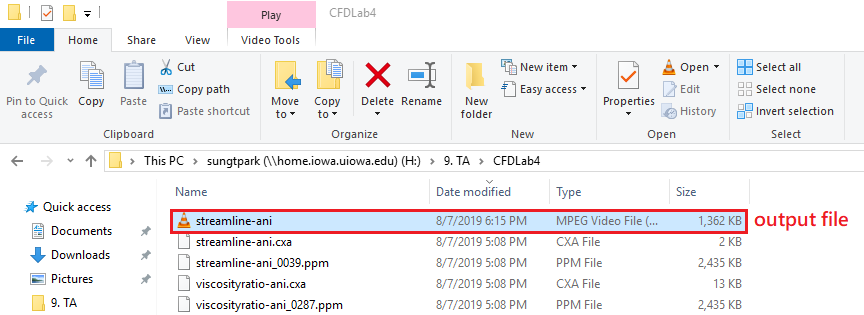 Play CFDLab4
File Home Share View Video Tools
Pin to Quick access
Copy
Paste
Cut
Copy path
Paste shortcut
Clipboard
Move to
Copy to
Delete
Rename
Organize
New folder
New item
Easy access
New
Properties
Open
Edit
History
Open
Select all
Select none
Invert selection
Select
This PC > sungtpark (\\home.iowa.uiowa.edu) (H:) > 9. TA > CFDLab4
Quick access
Documents
Downloads
Pictures
9. TA
Name Date modified Type Size
streamline-ani 8/7/2019 6:15 PM MPEG Video File (... 1,362 KB output file
streamline-ani.cxa 8/7/2019 5:08 PM CXA File 2 KB
streamline-ani_0039.ppm 8/7/2019 5:08 PM PPM File 2,435 KB
viscosityratio-ani.cxa 8/7/2019 5:08 PM CXA File 13 KB
viscosityratio-ani_0287.ppm 8/7/2019 5:08 PM PPM File 2,435 KB